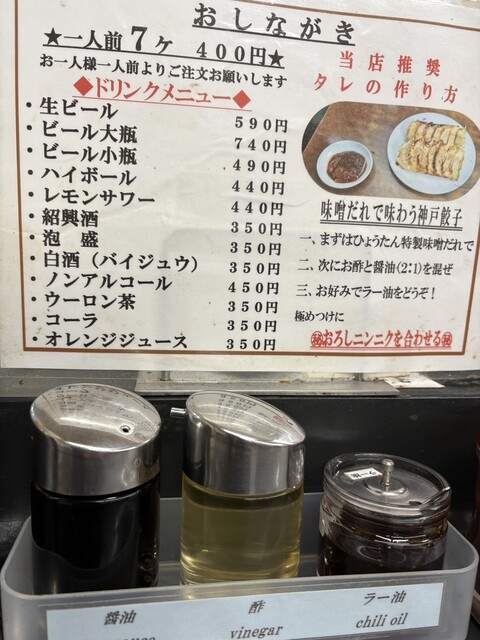 おしながき
★一人前７ヶ 400円★
お一人様一人前よりご注文お願いします
◆ドリンクメニュー◆
・生ビール 590円
・ビール大瓶 740円
・ビール小瓶 490円
・ハイボール 440円
・レモンサワー 440円
・紹興酒 350円
・泡　盛 350円
・白酒（バイジュウ） 350円
・ノンアルコール 450円
・ウーロン茶 350円
・コーラ 350円
・オレンジジュース 350円
当店推奨
タレの作り方
味噌だれで味わう神戸餃子
一、まずはひょうたん特製味噌だれで
二、次にお酢と醤油(2:1)を混ぜ
三、お好みでラー油をどうぞ！
極めつけに
㊙おろしニンニクを合わせる㊙
ラー油
醤油
酢
vinegar
ラー油
chili oil